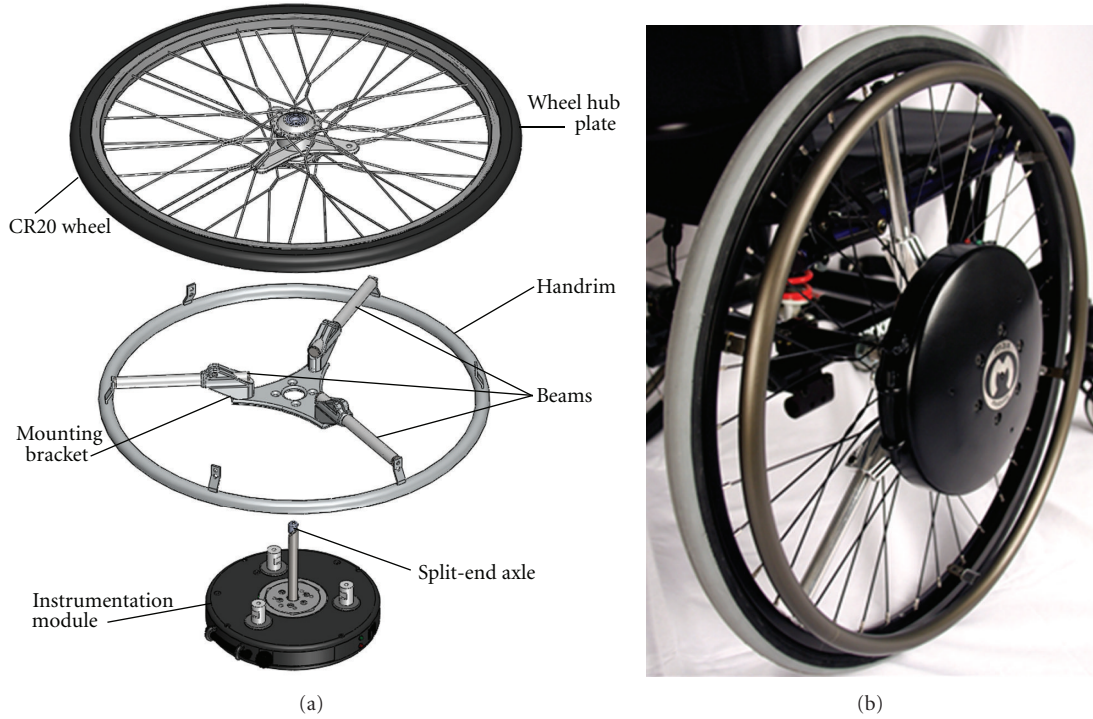 Wheel hub
plate
CR20 wheel
Handrim
Beams
Mounting
bracket
Split-end axle
Instrumentation
module
(a)
(b)